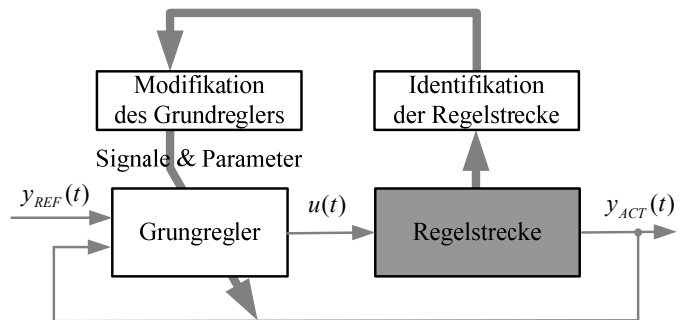 Modifikation
des Grundreglers
Identifikation
der Regelstrecke
Signale & Parameter
y_REF(t)
Grungregler
u(t)
Regelstrecke
y_ACT(t)